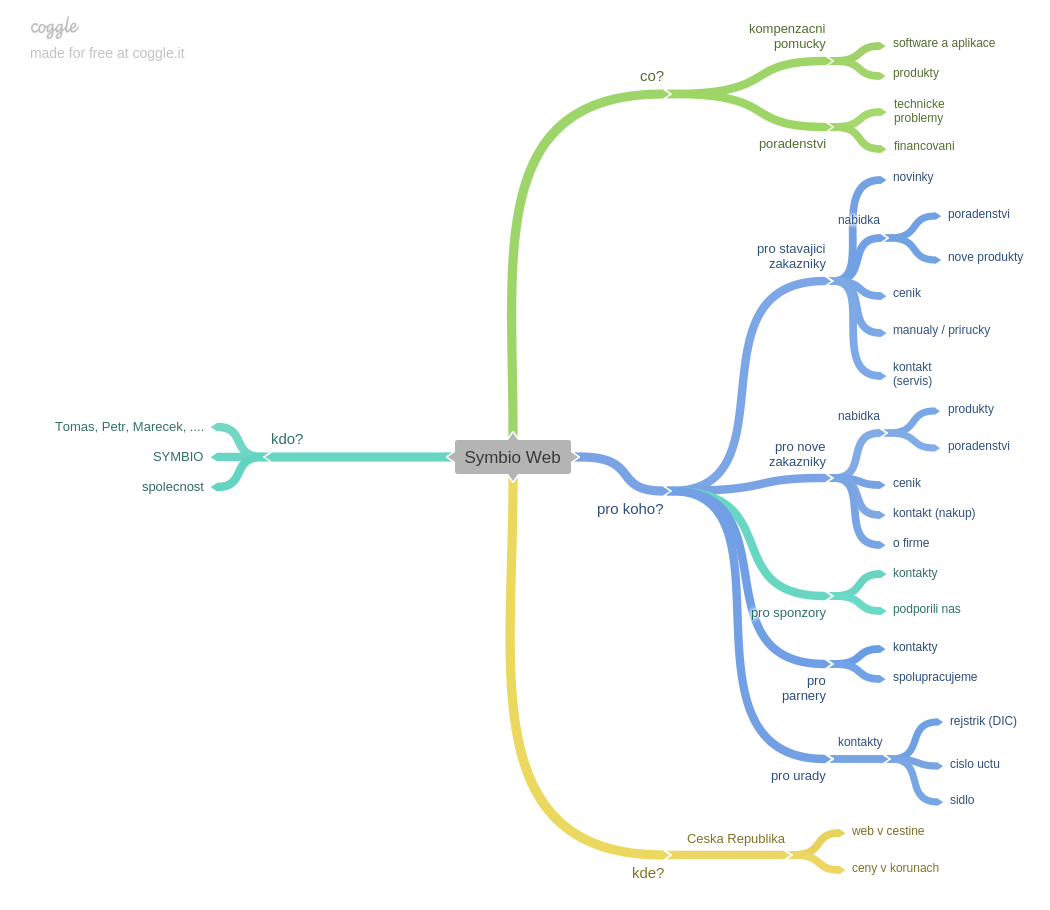 coggle
made for free at coggle.it
co?
kompenzacni
pomucky
software a aplikace
produkty
poradenstvi
technicke
problemy
financovani
Symbio Web
kdo?
Tomas, Petr, Marecek, ....
SYMBIO
spolecnost
pro koho?
pro stavajici
zakazniky
novinky
nabidka
poradenstvi
nove produkty
cenik
manualy / prirucky
kontakt
(servis)
pro nove
zakazniky
nabidka
produkty
poradenstvi
cenik
kontakt (nakup)
o firme
pro sponzory
kontakty
podporili nas
pro
parnery
kontakty
spolupracujeme
pro urady
kontakty
rejstrik (DIC)
cislo uctu
sidlo
kde?
Ceska Republika
web v cestine
ceny v korunach